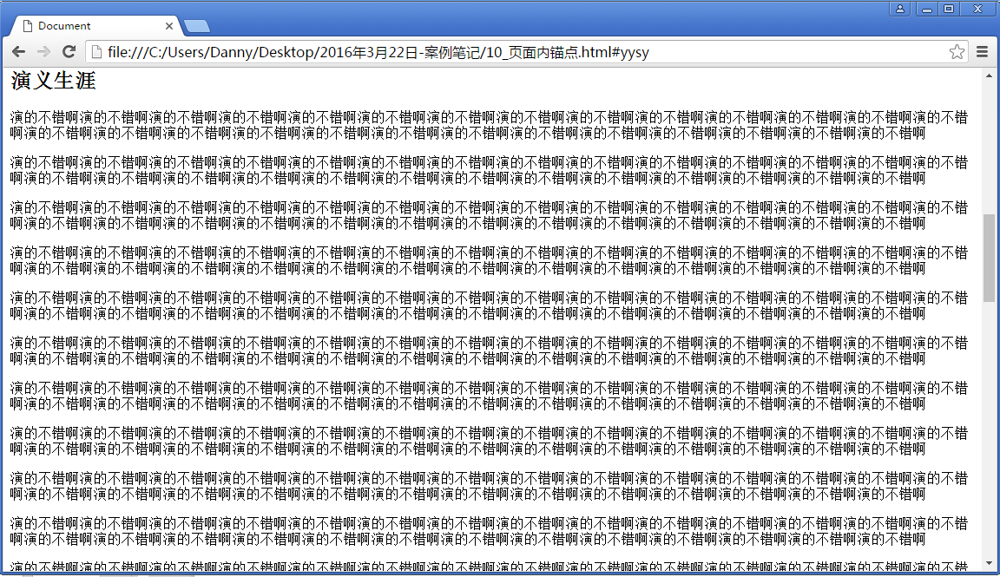 Document
file:///C:/Users/Danny/Desktop/2016年3月22日-案例笔记/10_页面内锚点.html#yysy
演义生涯
演的不错啊演的不错啊演的不错啊演的不错啊演的不错啊演的不错啊演的不错啊演的不错啊演的不错啊演的不错啊演的不错啊演的不错啊演的不错啊演的不错
啊演的不错啊演的不错啊演的不错啊演的不错啊演的不错啊演的不错啊演的不错啊演的不错啊演的不错啊演的不错啊演的不错啊演的不错啊演的不错啊
演的不错啊演的不错啊演的不错啊演的不错啊演的不错啊演的不错啊演的不错啊演的不错啊演的不错啊演的不错啊演的不错啊演的不错啊演的不错啊演的不错
啊演的不错啊演的不错啊演的不错啊演的不错啊演的不错啊演的不错啊演的不错啊演的不错啊演的不错啊演的不错啊演的不错啊演的不错啊演的不错啊
演的不错啊演的不错啊演的不错啊演的不错啊演的不错啊演的不错啊演的不错啊演的不错啊演的不错啊演的不错啊演的不错啊演的不错啊演的不错啊演的不错
啊演的不错啊演的不错啊演的不错啊演的不错啊演的不错啊演的不错啊演的不错啊演的不错啊演的不错啊演的不错啊演的不错啊演的不错啊演的不错啊
演的不错啊演的不错啊演的不错啊演的不错啊演的不错啊演的不错啊演的不错啊演的不错啊演的不错啊演的不错啊演的不错啊演的不错啊演的不错啊演的不错
啊演的不错啊演的不错啊演的不错啊演的不错啊演的不错啊演的不错啊演的不错啊演的不错啊演的不错啊演的不错啊演的不错啊演的不错啊演的不错啊
演的不错啊演的不错啊演的不错啊演的不错啊演的不错啊演的不错啊演的不错啊演的不错啊演的不错啊演的不错啊演的不错啊演的不错啊演的不错啊演的不错
啊演的不错啊演的不错啊演的不错啊演的不错啊演的不错啊演的不错啊演的不错啊演的不错啊演的不错啊演的不错啊演的不错啊演的不错啊演的不错啊
演的不错啊演的不错啊演的不错啊演的不错啊演的不错啊演的不错啊演的不错啊演的不错啊演的不错啊演的不错啊演的不错啊演的不错啊演的不错啊演的不错
啊演的不错啊演的不错啊演的不错啊演的不错啊演的不错啊演的不错啊演的不错啊演的不错啊演的不错啊演的不错啊演的不错啊演的不错啊演的不错啊
演的不错啊演的不错啊演的不错啊演的不错啊演的不错啊演的不错啊演的不错啊演的不错啊演的不错啊演的不错啊演的不错啊演的不错啊演的不错啊演的不错
啊演的不错啊演的不错啊演的不错啊演的不错啊演的不错啊演的不错啊演的不错啊演的不错啊演的不错啊演的不错啊演的不错啊演的不错啊演的不错啊
演的不错啊演的不错啊演的不错啊演的不错啊演的不错啊演的不错啊演的不错啊演的不错啊演的不错啊演的不错啊演的不错啊演的不错啊演的不错啊演的不错
啊演的不错啊演的不错啊演的不错啊演的不错啊演的不错啊演的不错啊演的不错啊演的不错啊演的不错啊演的不错啊演的不错啊演的不错啊演的不错啊
演的不错啊演的不错啊演的不错啊演的不错啊演的不错啊演的不错啊演的不错啊演的不错啊演的不错啊演的不错啊演的不错啊演的不错啊演的不错啊演的不错
啊演的不错啊演的不错啊演的不错啊演的不错啊演的不错啊演的不错啊演的不错啊演的不错啊演的不错啊演的不错啊演的不错啊演的不错啊演的不错啊
演的不错啊演的不错啊演的不错啊演的不错啊演的不错啊演的不错啊演的不错啊演的不错啊演的不错啊演的不错啊演的不错啊演的不错啊演的不错啊演的不错
啊演的不错啊演的不错啊演的不错啊演的不错啊演的不错啊演的不错啊演的不错啊演的不错啊演的不错啊演的不错啊演的不错啊演的不错啊演的不错啊
演的不错啊演的不错啊演的不错啊演的不错啊演的不错啊演的不错啊演的不错啊演的不错啊演的不错啊演的不错啊演的不错啊演的不错啊演的不错啊演的不错